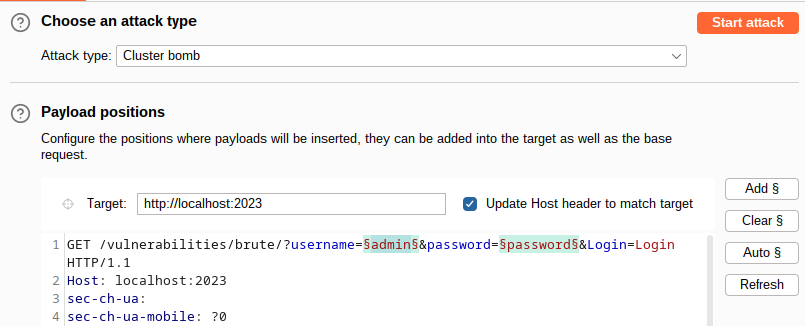 Choose an attack type
Start attack
Attack type: Cluster bomb
Payload positions
Configure the positions where payloads will be inserted, they can be added into the target as well as the base
request.
Add §
Target: http://localhost:2023
Update Host header to match target
Clear §
1 GET /vulnerabilities/brute/?username=§admin§&password=§password§&Login=Login
HTTP/1.1
Auto §
2 Host: localhost:2023
Refresh
3 sec-ch-ua:
4 sec-ch-ua-mobile: ?0